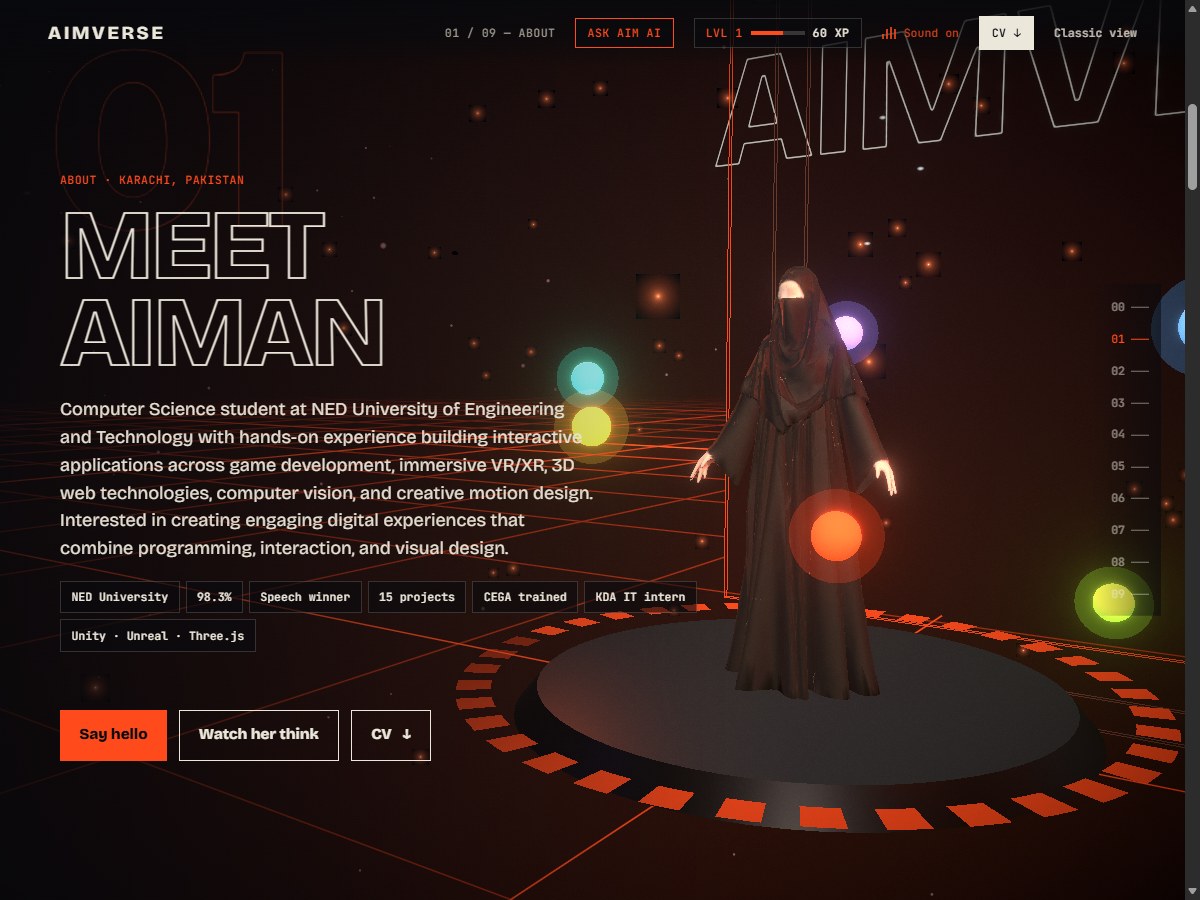 AIMVERSE
01 / 09 — ABOUT
ASK AIM AI
LVL 1
60 XP
Sound on
CV ↓
Classic view
01
ABOUT · KARACHI, PAKISTAN
MEET
AIMAN
Computer Science student at NED University of Engineering
and Technology with hands-on experience building interactive
applications across game development, immersive VR/XR, 3D
web technologies, computer vision, and creative motion design.
Interested in creating engaging digital experiences that
combine programming, interaction, and visual design.
NED University
98.3%
Speech winner
15 projects
CEGA trained
KDA IT intern
Unity · Unreal · Three.js
Say hello
Watch her think
CV ↓
00
01
02
03
04
05
06
07
08
09